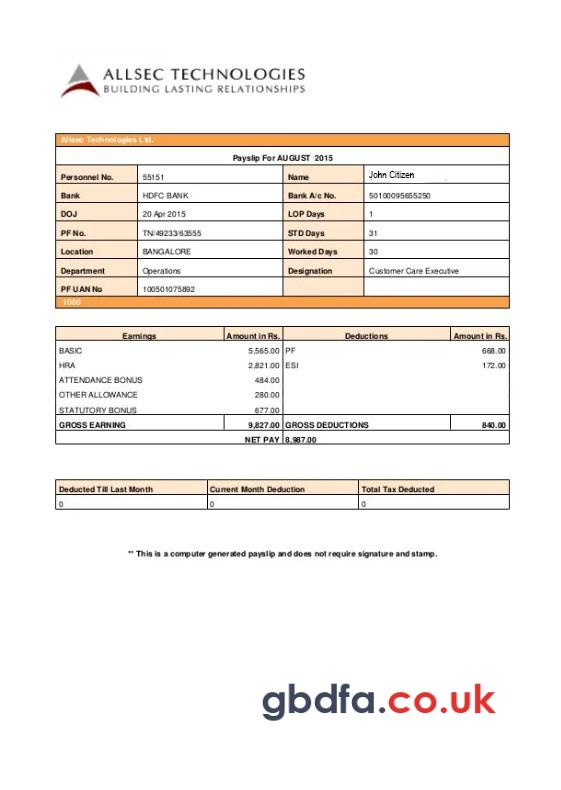 ALLSEC TECHNOLOGIES
BUILDING LASTING RELATIONSHIPS
Allsec Technologies Ltd.
Payslip For AUGUST 2015
Personnel No. 55151 Name John Citizen
Bank HDFC BANK Bank A/c No. 50100095655250
DOJ 20 Apr 2015 LOP Days 1
PF No. TN/49233/63555 STD Days 31
Location BANGALORE Worked Days 30
Department Operations Designation Customer Care Executive
PF UAN No 100501075892
1000
Earnings Amount in Rs. Deductions Amount in Rs.
BASIC 5,565.00 PF 668.00
HRA 2,821.00 ESI 172.00
ATTENDANCE BONUS 484.00
OTHER ALLOWANCE 280.00
STATUTORY BONUS 677.00
GROSS EARNING 9,827.00 GROSS DEDUCTIONS 840.00
NET PAY 8,987.00
Deducted Till Last Month Current Month Deduction Total Tax Deducted
0 0 0
** This is a computer generated payslip and does not require signature and stamp.
gbdfa.co.uk